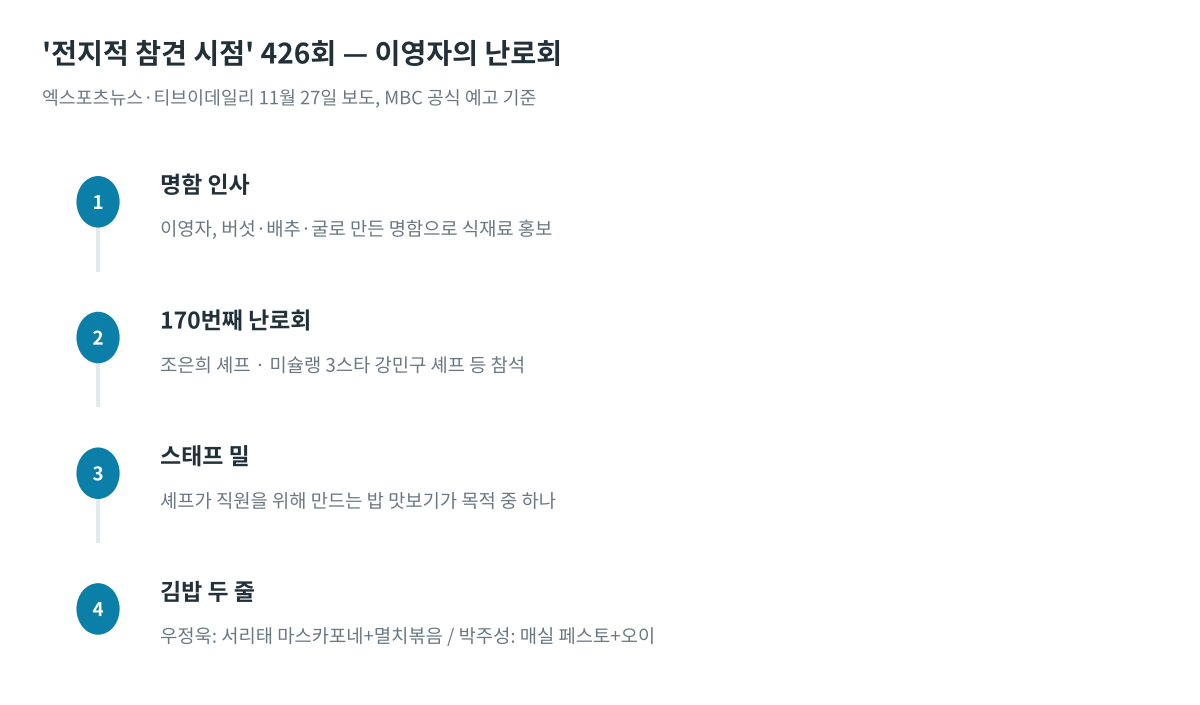 '전지적 참견 시점' 426회 — 이영자의 난로회
엑스포츠뉴스·티브이데일리 11월 27일 보도, MBC 공식 예고 기준
1
명함 인사
이영자, 버섯·배추·굴로 만든 명함으로 식재료 홍보
2
170번째 난로회
조은희 셰프 · 미슐랭 3스타 강민구 셰프 등 참석
3
스태프 밀
셰프가 직원을 위해 만드는 밥 맛보기가 목적 중 하나
4
김밥 두 줄
우정욱: 서리태 마스카포네+멸치볶음 / 박주성: 매실 페스토+오이